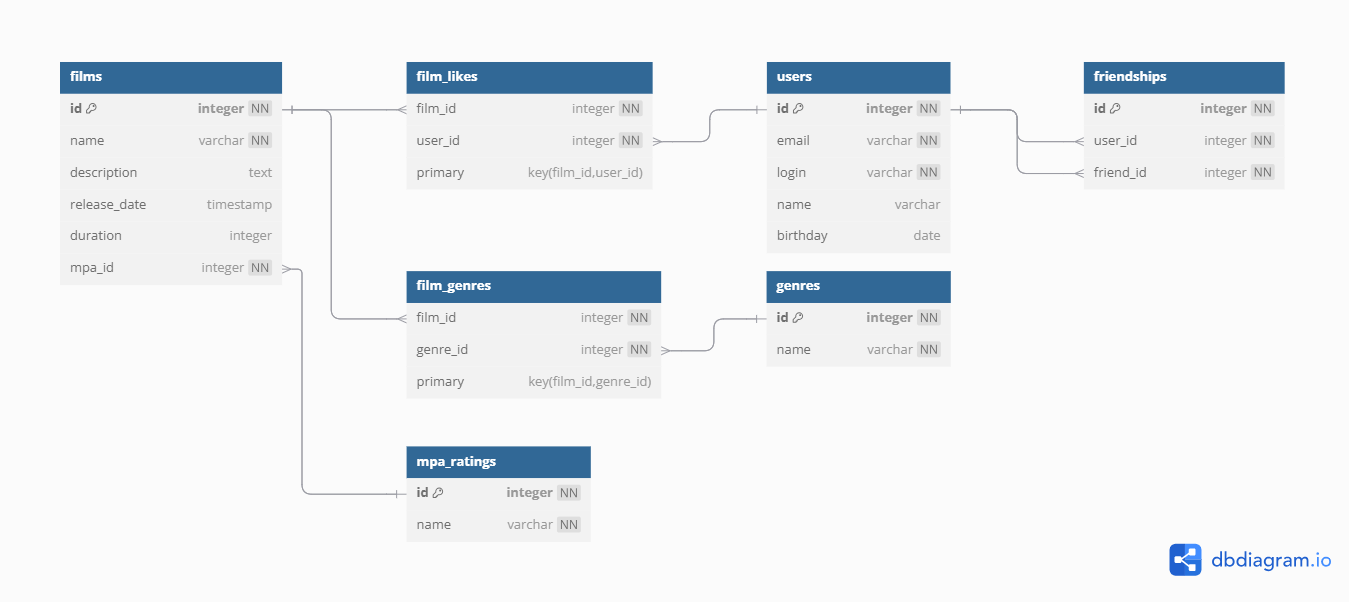 films
id integer NN
name varchar NN
description text
release_date timestamp
duration integer
mpa_id integer NN
film_likes
film_id integer NN
user_id integer NN
primary key(film_id,user_id)
users
id integer NN
email varchar NN
login varchar NN
name varchar
birthday date
friendships
id integer NN
user_id integer NN
friend_id integer NN
film_genres
film_id integer NN
genre_id integer NN
primary key(film_id,genre_id)
genres
id integer NN
name varchar NN
mpa_ratings
id integer NN
name varchar NN
dbdiagram.io